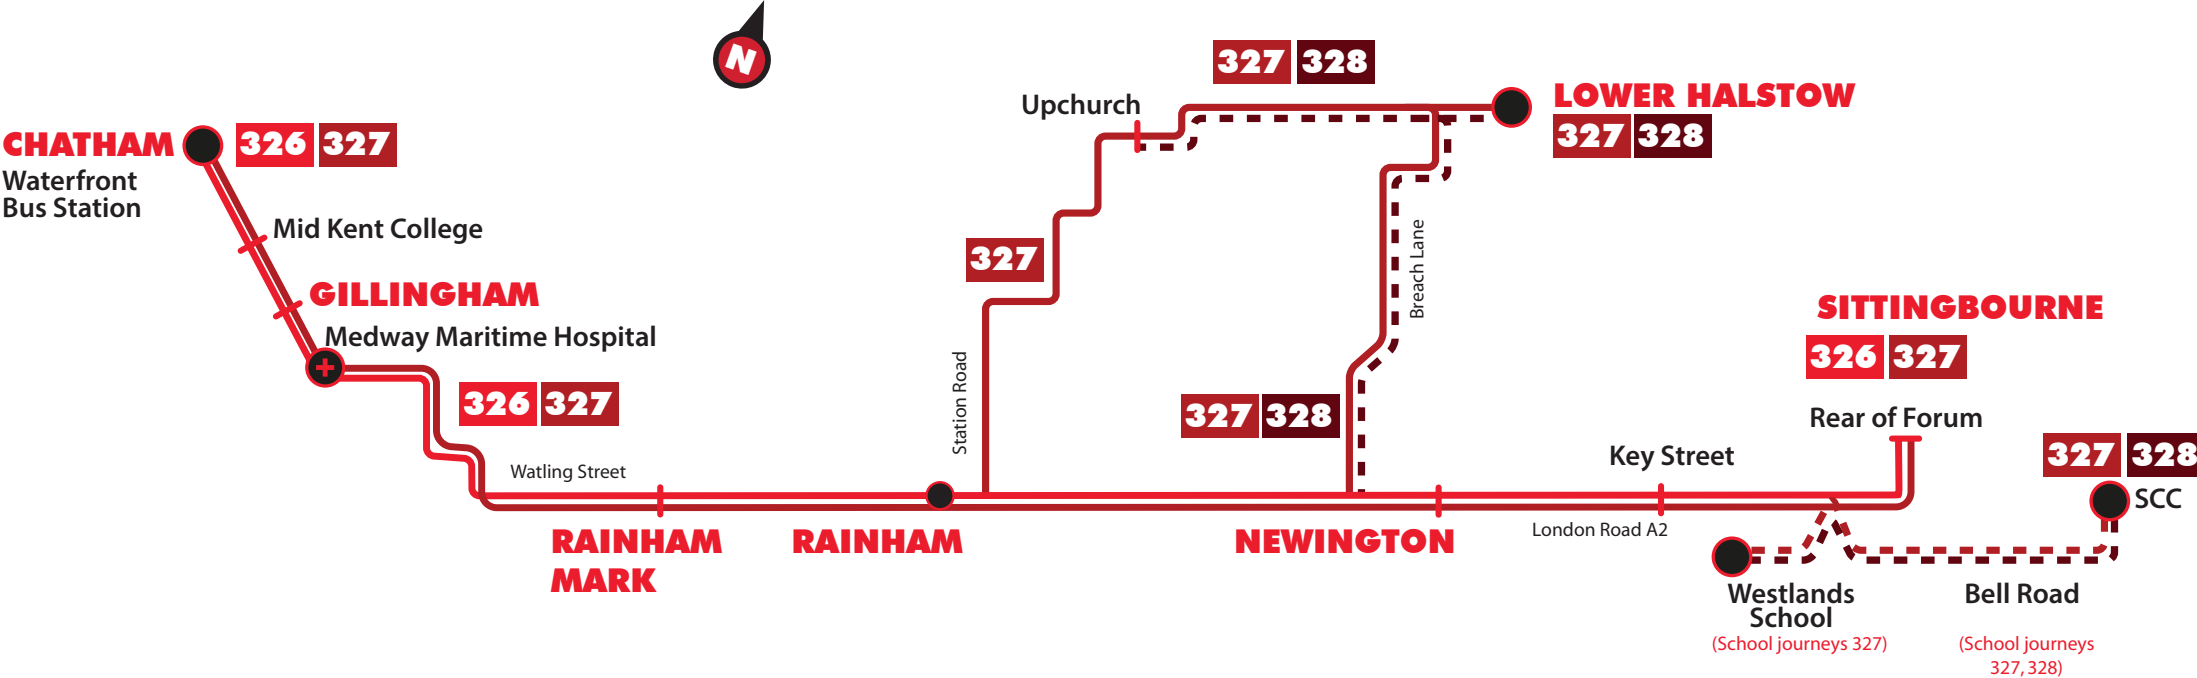 N
327 328
CHATHAM
326 327
Waterfront
Bus Station
Mid Kent College
GILLINGHAM
Medway Maritime Hospital
326 327
Watling Street
RAINHAM
MARK
RAINHAM
Station Road
327
Upchurch
LOWER HALSTOW
327 328
Breach Lane
327 328
NEWINGTON
London Road A2
Key Street
SITTINGBOURNE
326 327
Rear of Forum
327 328
SCC
Westlands
School
(School journeys 327)
Bell Road
(School journeys
327, 328)